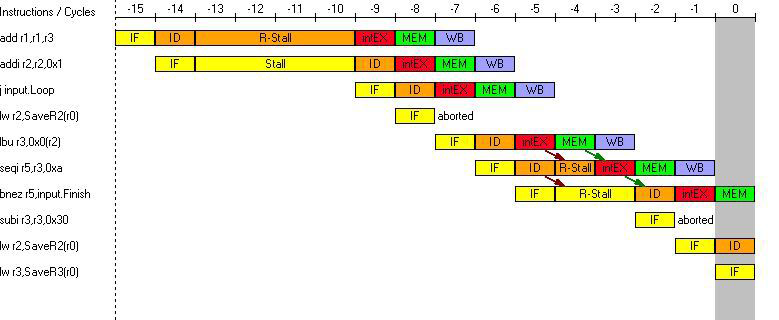 Instructions / Cycles -15 -14 -13 -12 -11 -10 -9 -8 -7 -6 -5 -4 -3 -2 -1 0
add r1,r1,r3 IF ID R-Stall intEX MEM WB
addi r2,r2,0x1 IF Stall ID intEX MEM WB
j input.Loop IF ID intEX MEM WB
lw r2,SaveR2(r0) IF aborted
lbu r3,0x0(r2) IF ID intEX MEM WB
seqi r5,r3,0xa IF ID R-Stall intEX MEM WB
bnez r5,input.Finish IF R-Stall ID intEX MEM
subi r3,r3,0x30 IF aborted
lw r2,SaveR2(r0) IF ID
lw r3,SaveR3(r0) IF